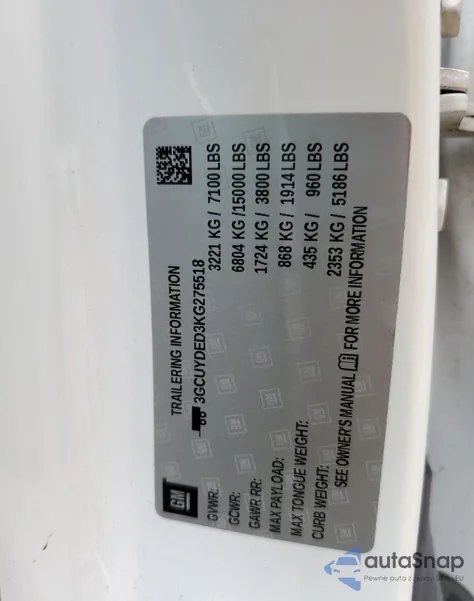 GM
TRAILERING INFORMATION
3GCUYDED3KG275518
GVWR: 3221 KG / 7100 LBS
GCWR: 6804 KG /15000 LBS
GAWR RR: 1724 KG / 3800 LBS
MAX PAYLOAD: 868 KG / 1914 LBS
MAX TONGUE WEIGHT: 435 KG / 960 LBS
CURB WEIGHT: 2353 KG / 5186 LBS
SEE OWNER'S MANUAL FOR MORE INFORMATION
autoSnap